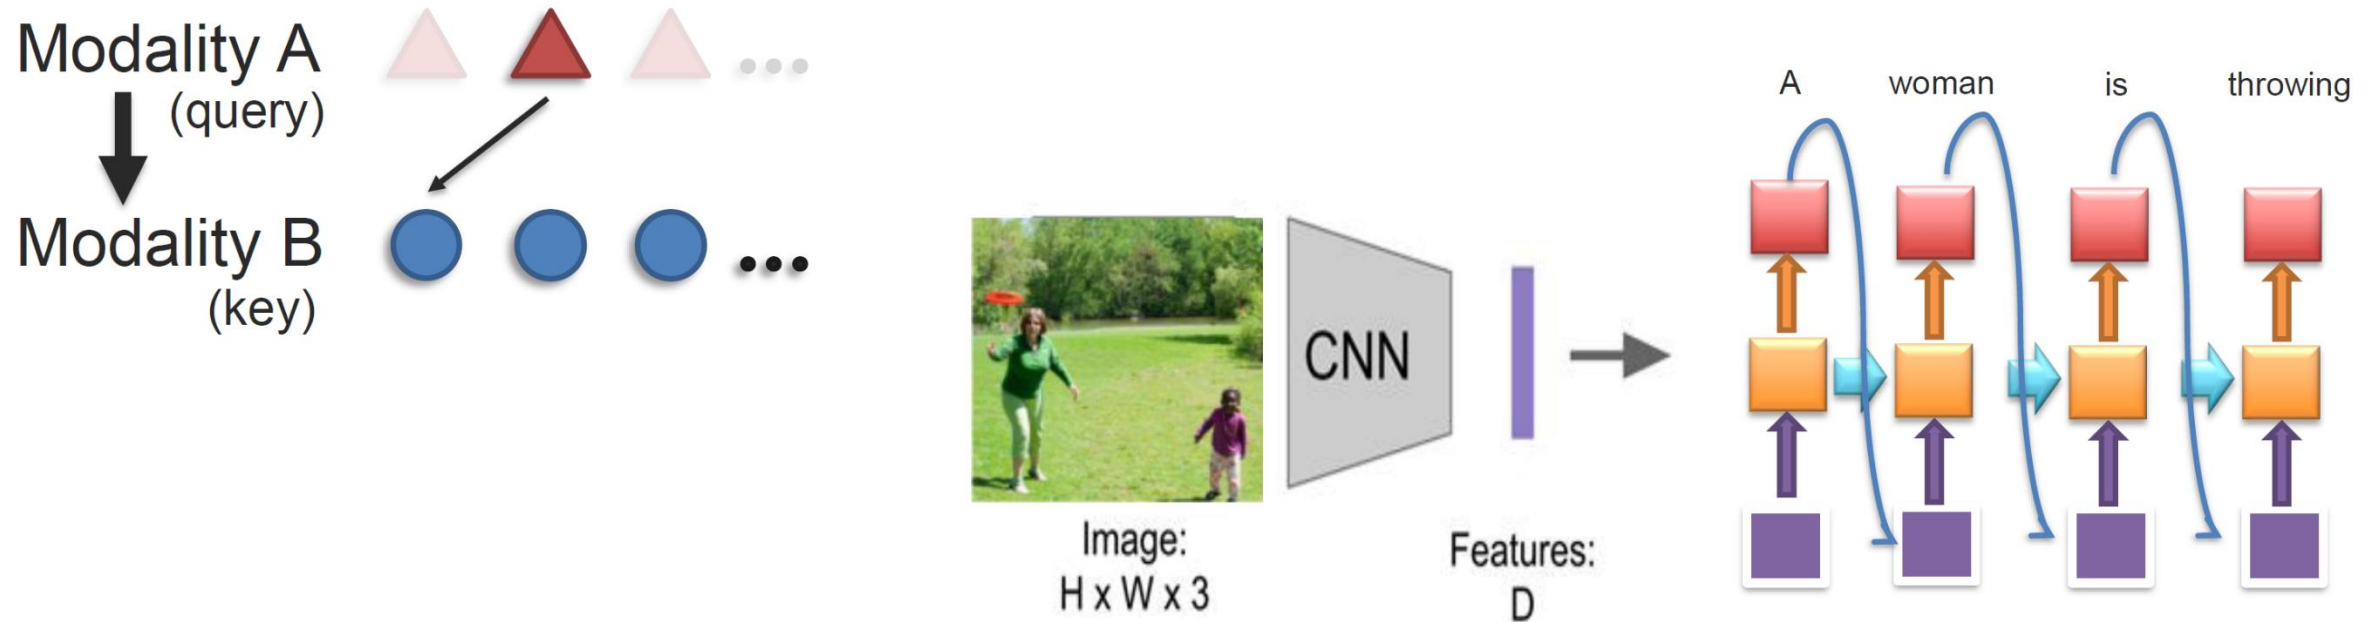 Modality A
(query)
Modality B
(key)
CNN
Image:
H x W x 3
Features:
D
A woman is throwing